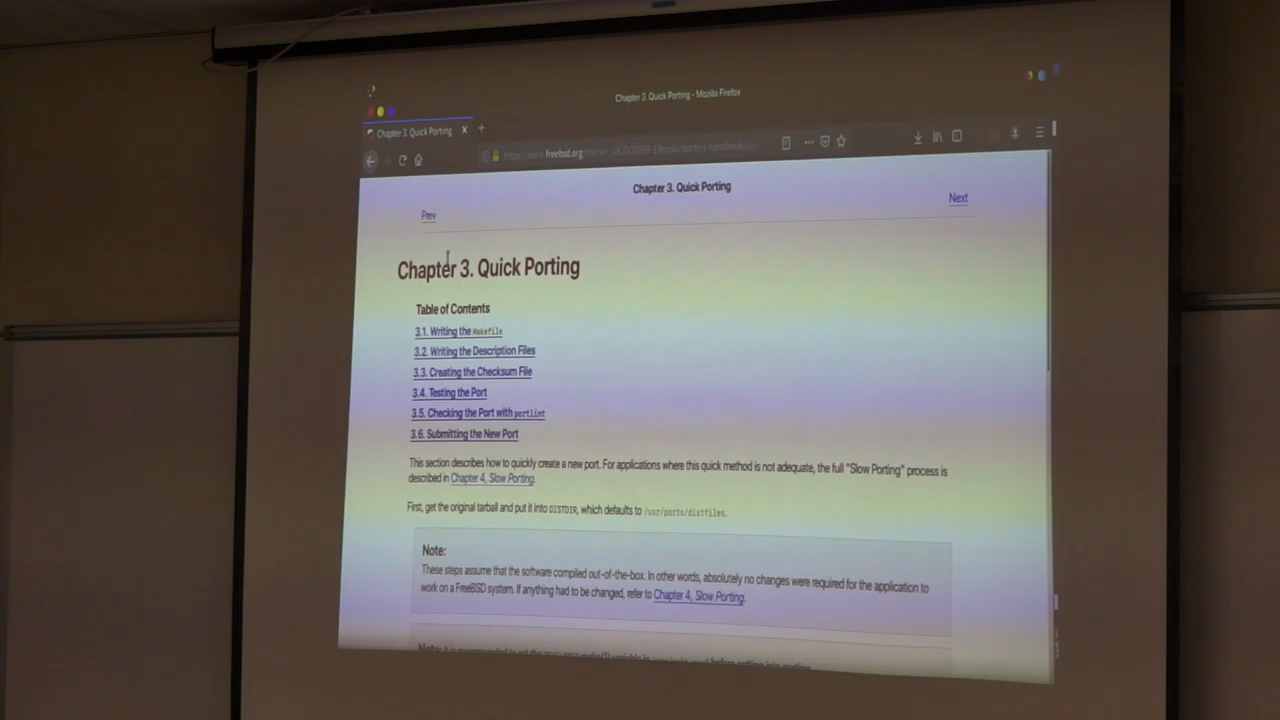 Chapter 3. Quick Porting - Mozilla Firefox
Chapter 3. Quick Porting
freebsd.org
Chapter 3. Quick Porting
Prev
Next
Chapter 3. Quick Porting
Table of Contents
3.1. Writing the Makefile
3.2. Writing the Description Files
3.3. Creating the Checksum File
3.4. Testing the Port
3.5. Checking the Port with portlint
3.6. Submitting the New Port
This section describes how to quickly create a new port. For applications where this quick method is not adequate, the full "Slow Porting" process is
described in Chapter 4, Slow Porting.
First, get the original tarball and put it into DISTDIR, which defaults to /usr/ports/distfiles.
Note:
These steps assume that the software compiled out-of-the-box. In other words, absolutely no changes were required for the application to
work on a FreeBSD system. If anything had to be changed, refer to Chapter 4, Slow Porting.